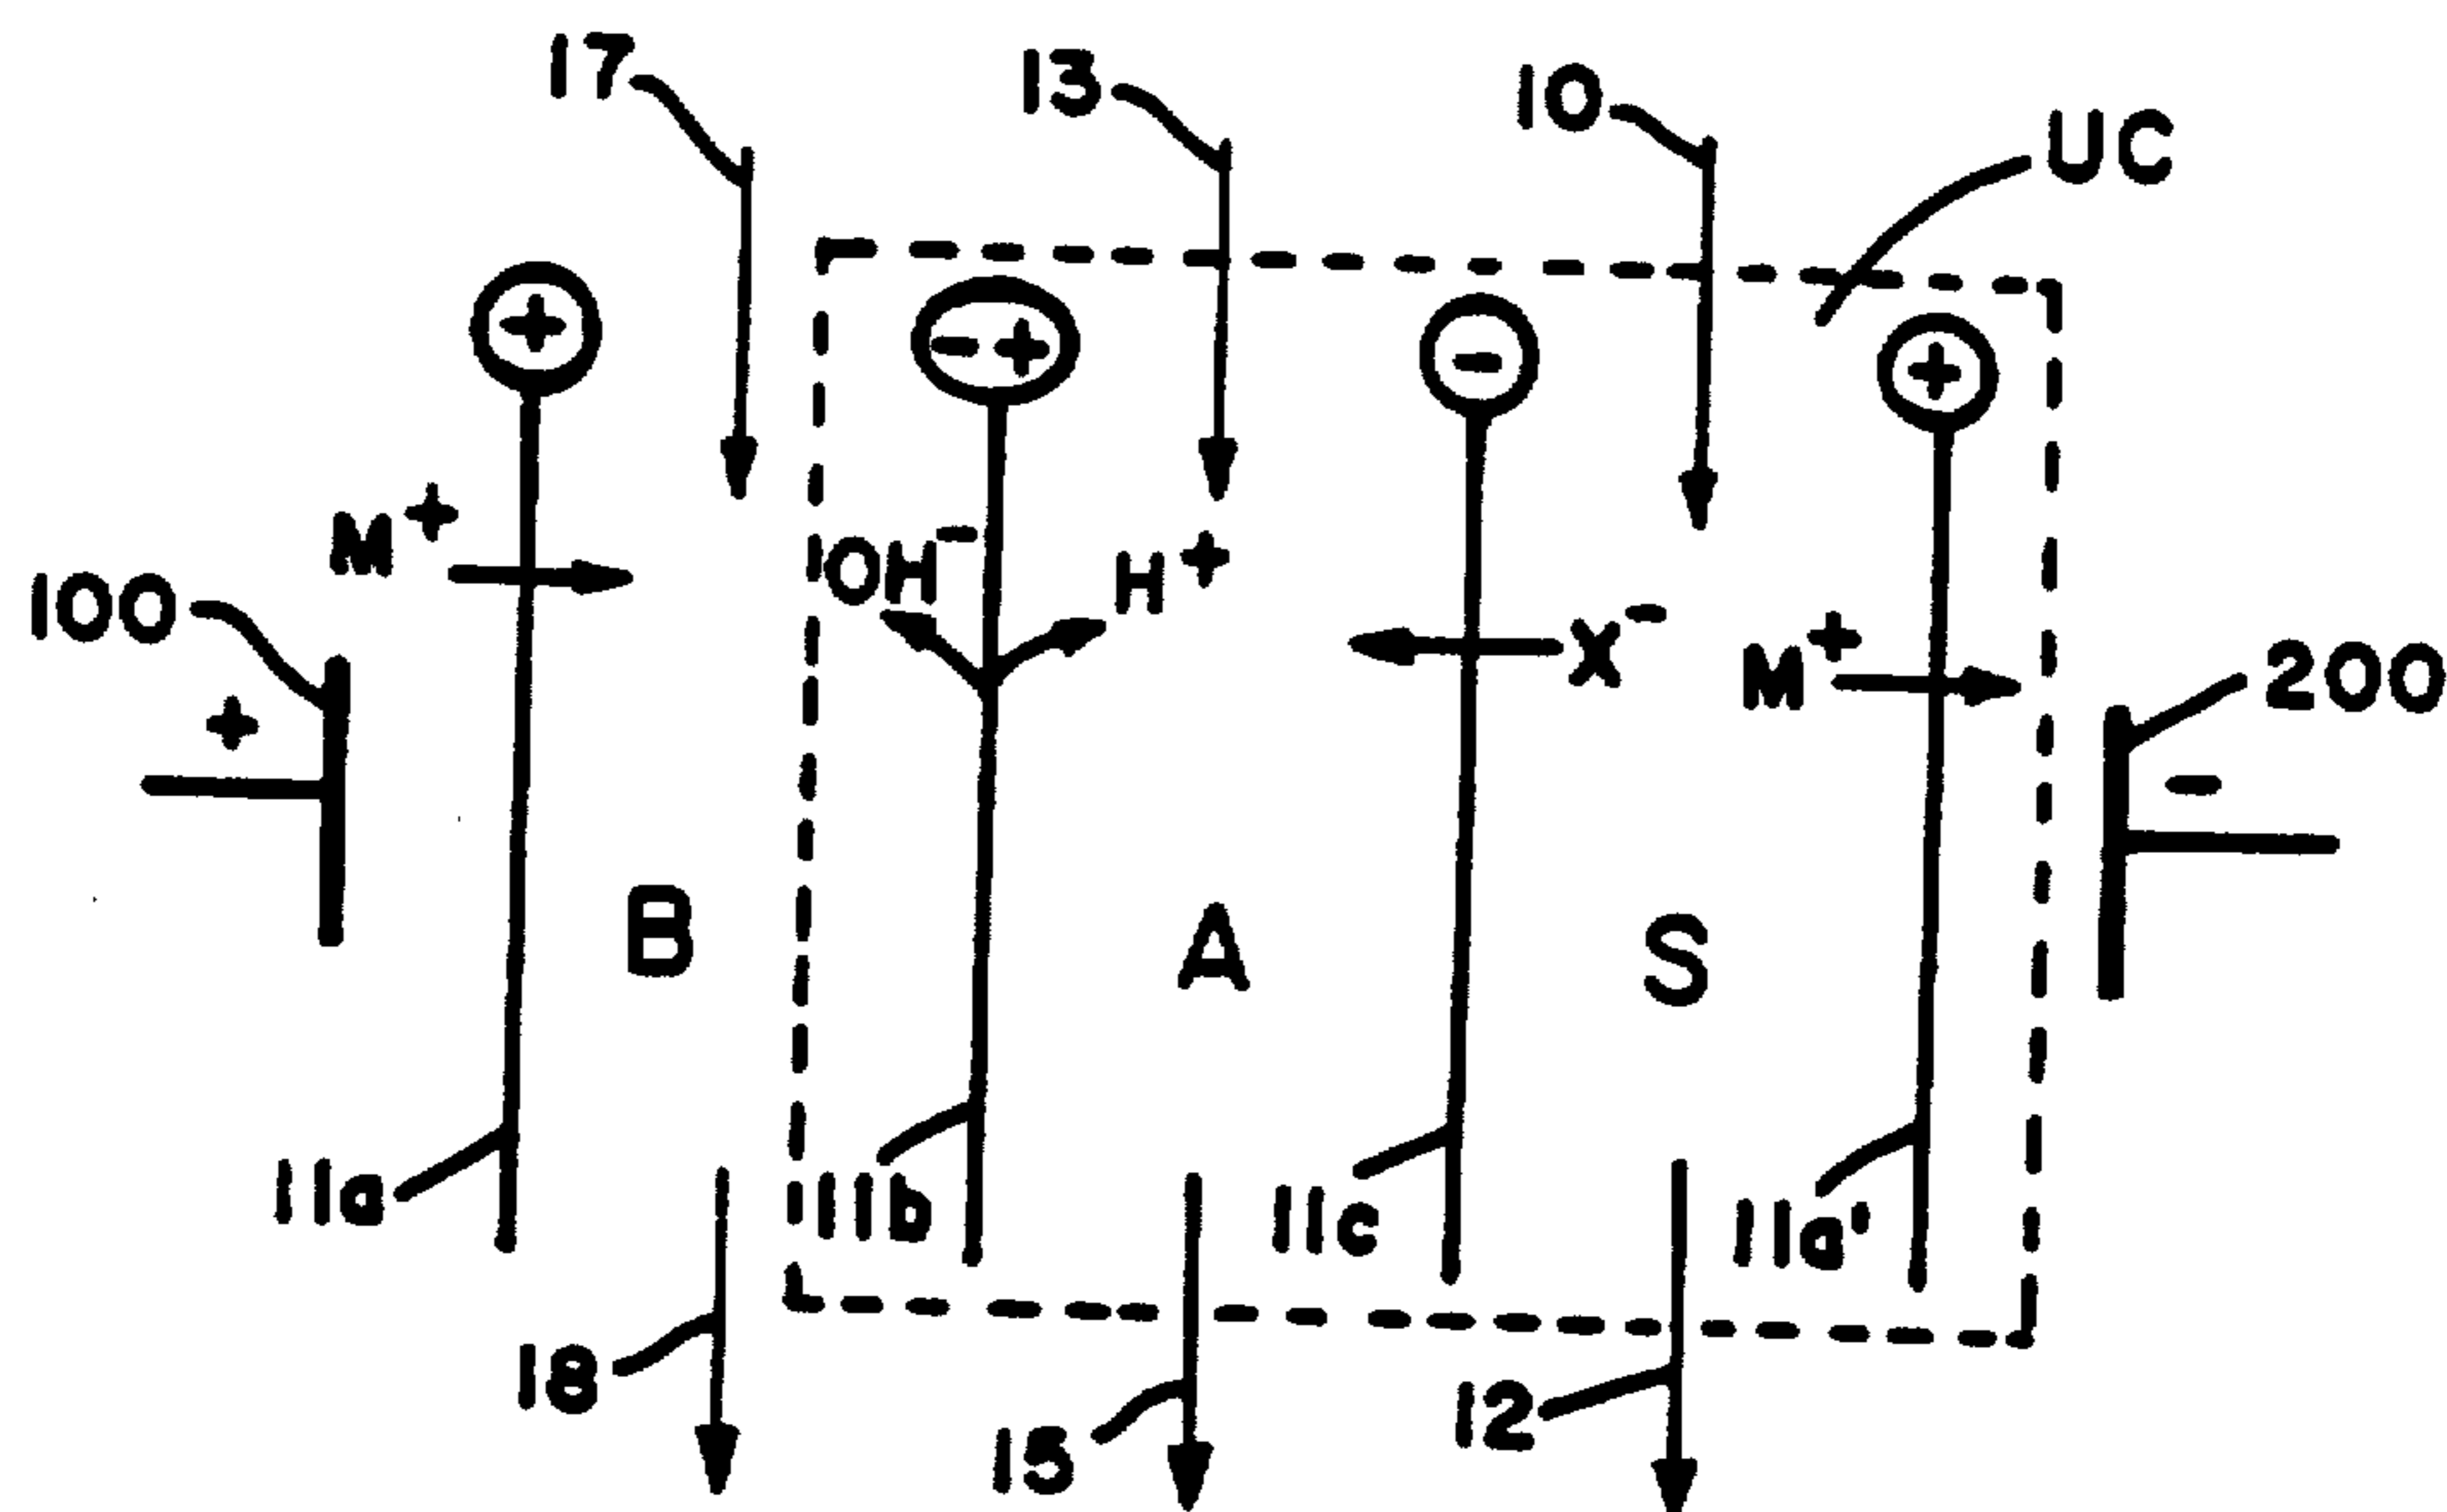 17
13
10
UC
+
- +
-
+
M+
OH-
H+
X-
M+
100
+
200
-
B
A
S
11a
11b
11c
11a'
18
15
12